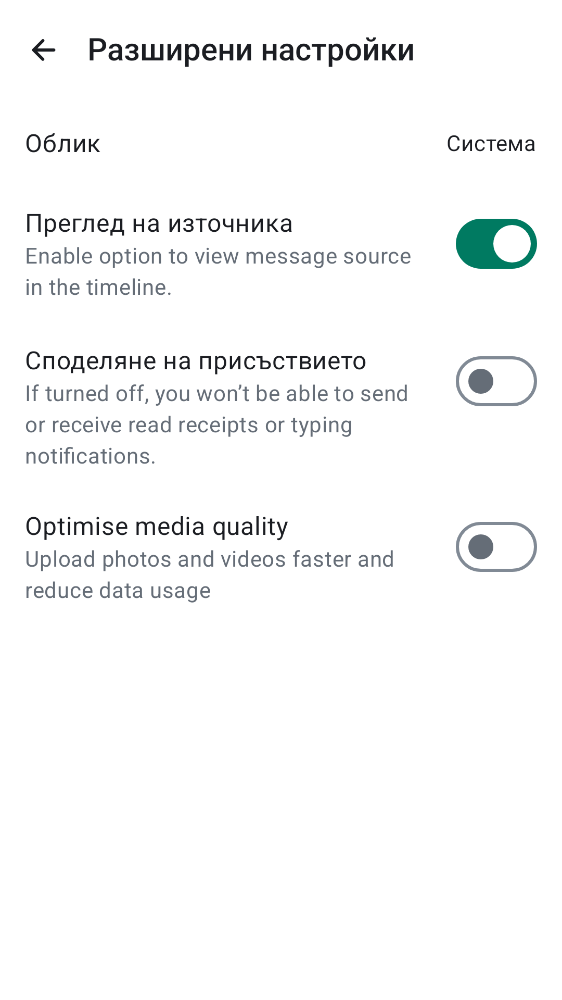 Разширени настройки
Облик
Система
Преглед на източника
Enable option to view message source
in the timeline.
Споделяне на присъствието
If turned off, you won’t be able to send
or receive read receipts or typing
notifications.
Optimise media quality
Upload photos and videos faster and
reduce data usage